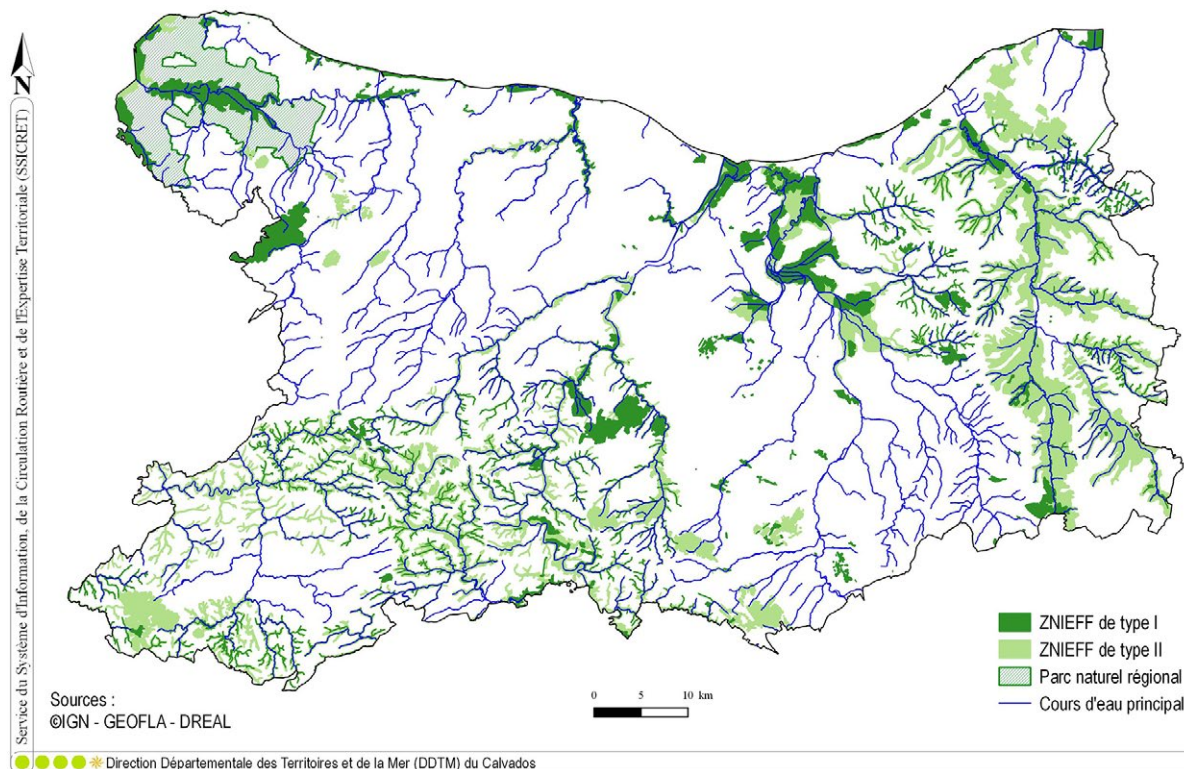 N
Service du Système d'Information, de la Circulation Routière et de l'Expertise Territoriale (SSICRET)
ZNIEFF de type I
ZNIEFF de type II
Parc naturel régional
Cours d'eau principal
Sources :
©IGN - GEOFLA - DREAL
0 5 10 km
Direction Départementale des Territoires et de la Mer (DDTM) du Calvados